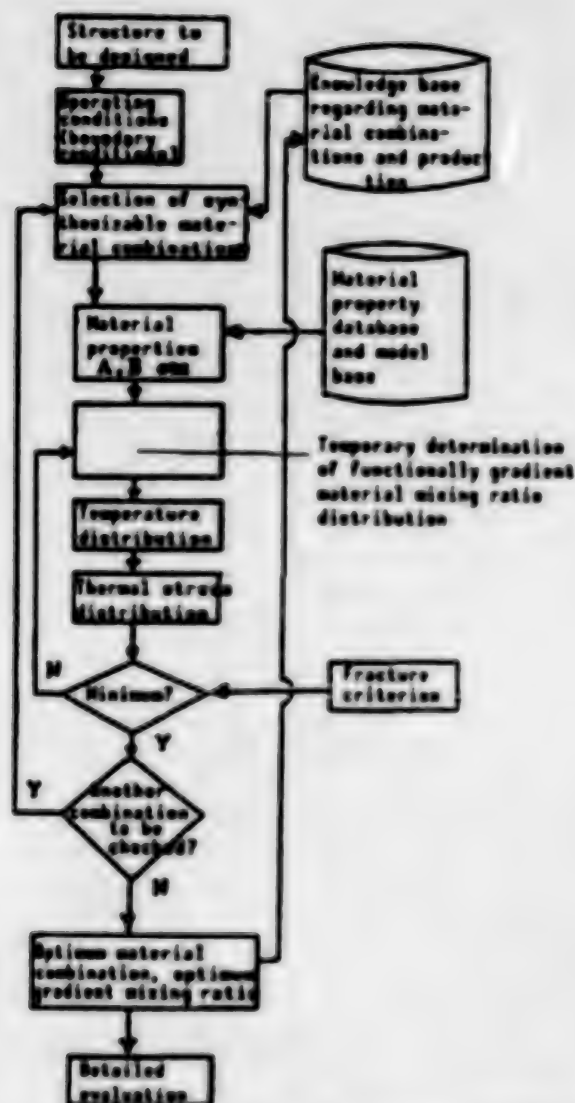 Structure to
be designed
Operating
conditions
(boundary
conditions)
Selection of syn-
thesizable mate-
rial combinations
Knowledge base
regarding mate-
rial combina-
tions and produc
tion
Material
properties
A,B etc
Material
property
database
and model
base
Temporary determination
of functionally gradient
material mixing ratio
distribution
Temperature
distribution
Thermal stress
distribution
N
Minimum?
Fracture
criterion
Y
Y
Another
combination
to be
checked?
N
Optimum material
combination, optimum
gradient mixing ratio
Detailed
evaluation